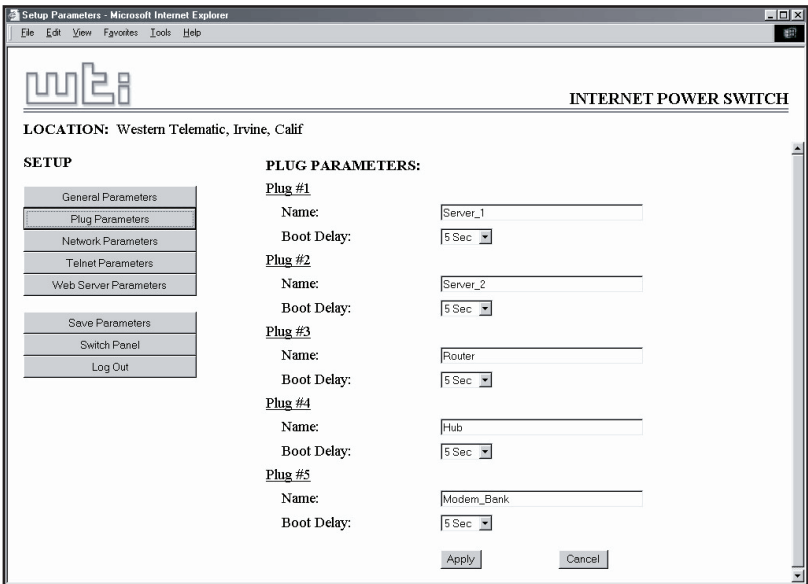 Setup Parameters - Microsoft Internet Explorer
File Edit View Favorites Tools Help
wti
INTERNET POWER SWITCH
LOCATION: Western Telematic, Irvine, Calif
SETUP
General Parameters
Plug Parameters
Network Parameters
Telnet Parameters
Web Server Parameters
Save Parameters
Switch Panel
Log Out
PLUG PARAMETERS:
Plug #1
Name: Server_1
Boot Delay: 5 Sec
Plug #2
Name: Server_2
Boot Delay: 5 Sec
Plug #3
Name: Router
Boot Delay: 5 Sec
Plug #4
Name: Hub
Boot Delay: 5 Sec
Plug #5
Name: Modem_Bank
Boot Delay: 5 Sec
Apply Cancel